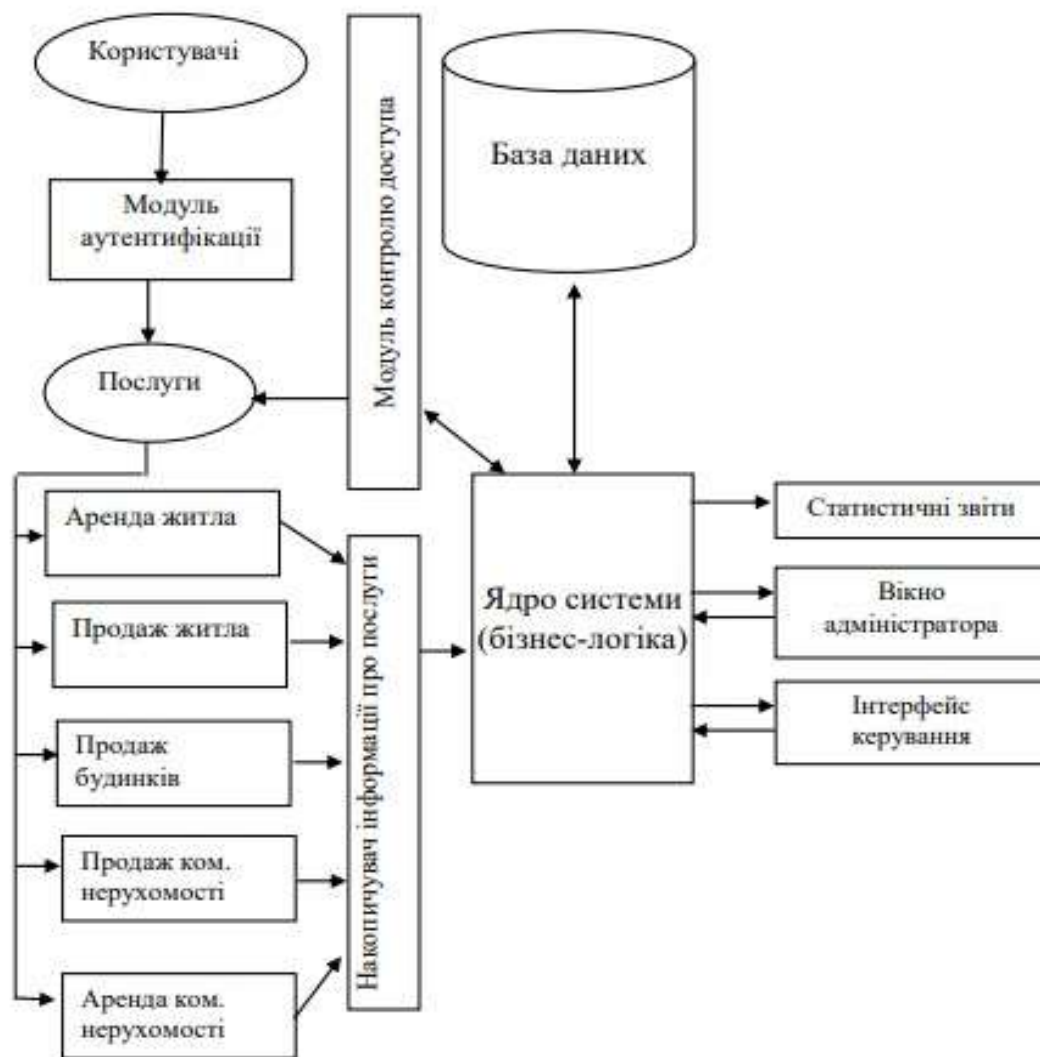 Користувачі
Модуль
аутентифікації
Послуги
Модуль контролю доступа
База даних
Аренда житла
Продаж житла
Продаж
будинків
Продаж ком.
нерухомості
Аренда ком.
нерухомості
Накопичувач інформації про послуги
Ядро системи
(бізнес-логіка)
Статистичні звіти
Вікно
адміністратора
Інтерфейс
керування